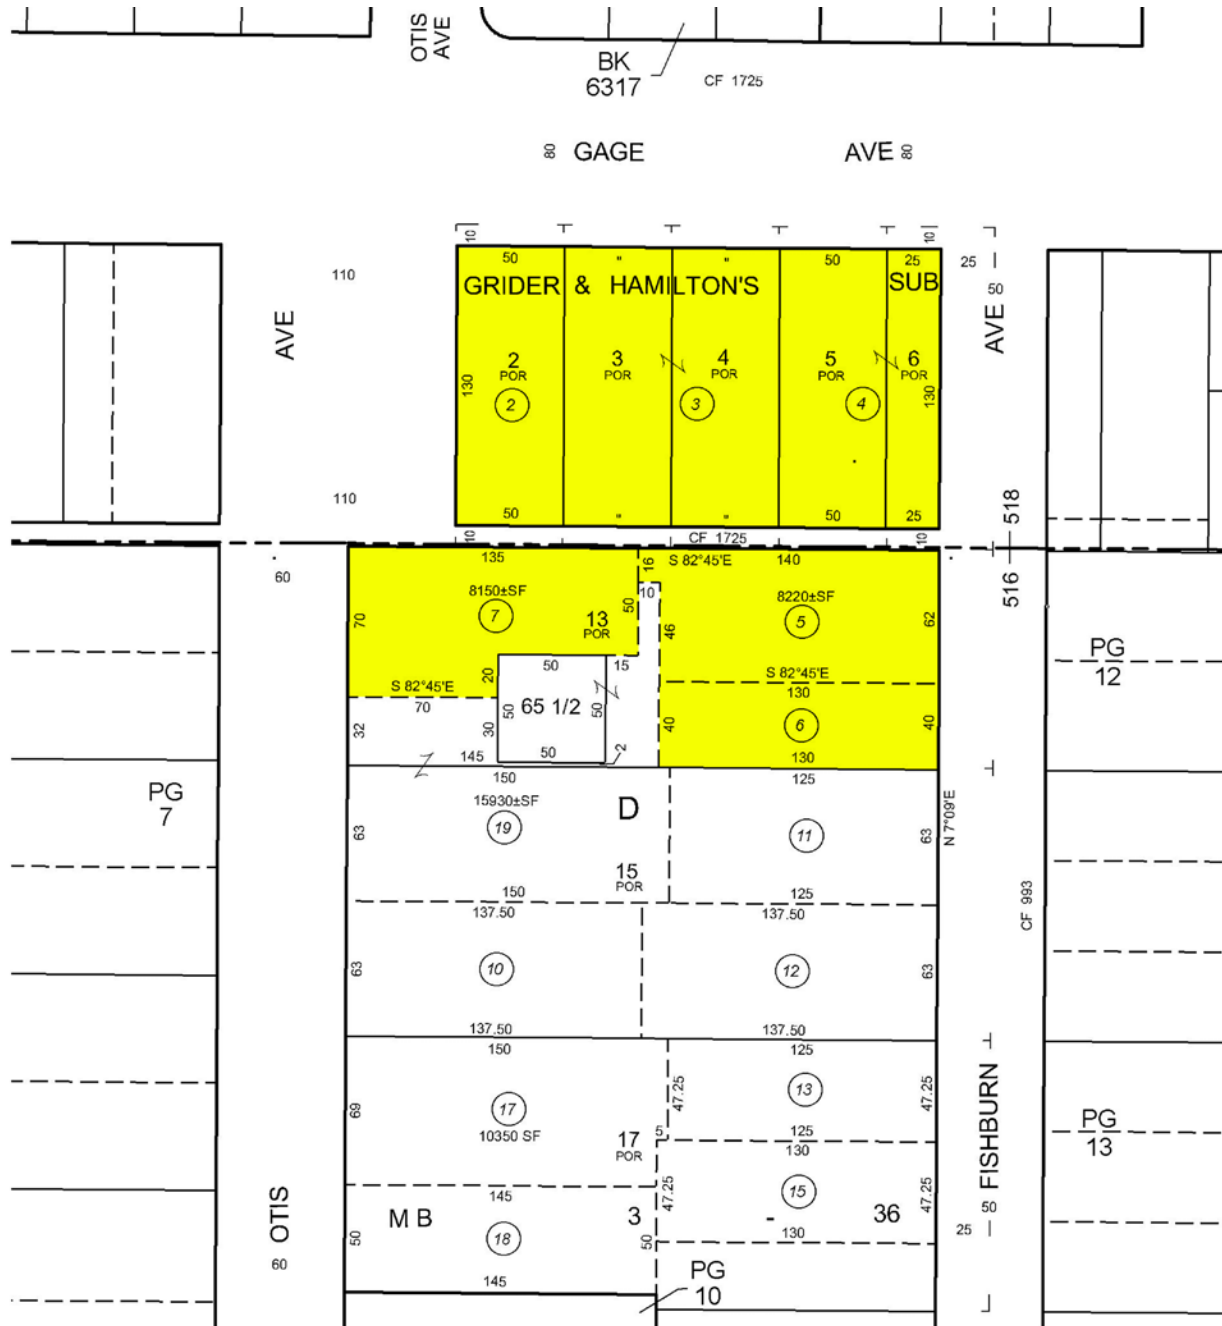 OTIS
AVE
BK
6317
CF 1725
80 GAGE AVE 80
10 10
50 " " 50 25 25
110
GRIDER & HAMILTON'S SUB
50
AVE
AVE
2 3 4 5 6
POR POR POR POR POR
130 2 3 4 130
110
50 " " 50 25
518
10 CF 1725 10
135 S 82°45'E 140
60
16
8150±SF 10 8220±SF
516
70 7 13 50 5 62
POR 46
PG
12
50 15
20 S 82°45'E S 82°45'E
70 130
50 65 1/2 50
32 30 40 6 40
145 50 2 130
150 125
PG
7
15930±SF D
N 7°09'E
63 19 11 63
15
POR
150 125
137.50 137.50
CF 993
63 10 12 63
137.50 137.50
150 125
47.25 13 47.25
69 17
10350 SF 17 5 125
POR 130
FISHBURN
PG
13
47.25 15 47.25
145
OTIS
M B 3 36
50
50 18 50 130 25
60
PG
10
145